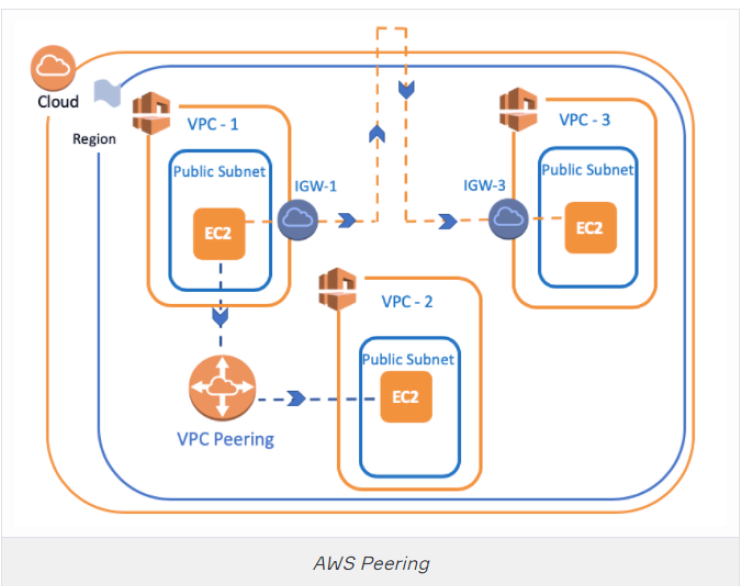 Cloud
Region
VPC - 1
Public Subnet
EC2
IGW-1
IGW-3
VPC - 3
Public Subnet
EC2
VPC - 2
Public Subnet
EC2
VPC Peering
AWS Peering